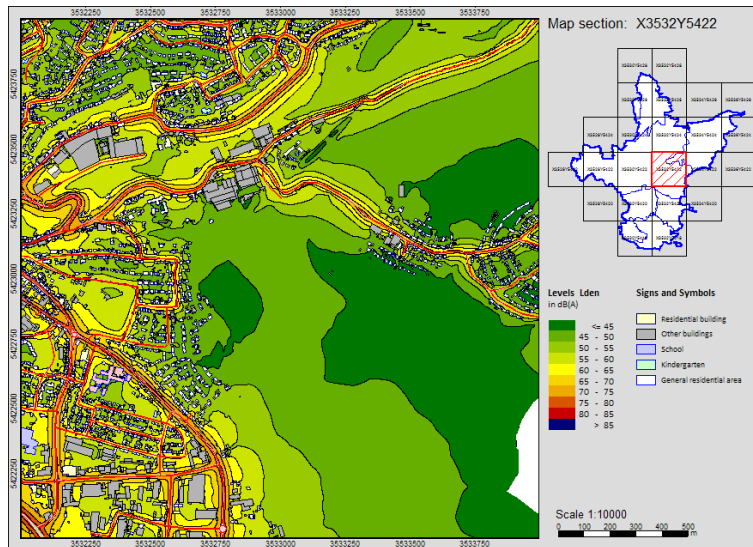 3532250 3532500 3532750 3533000 3533250 3533500 3533750
Map section: X3532Y5422
5423750
5423500
5423250
5423000
5422750
5422500
5422250
Levels Lden
in dB(A)
<= 45
45 - 50
50 - 55
55 - 60
60 - 65
65 - 70
70 - 75
75 - 80
80 - 85
> 85
Signs and Symbols
Residential building
Other buildings
School
Kindergarten
General residential area
Scale 1:10000
0 100 200 300 400 500
m
3532250 3532500 3532750 3533000 3533250 3533500 3533750